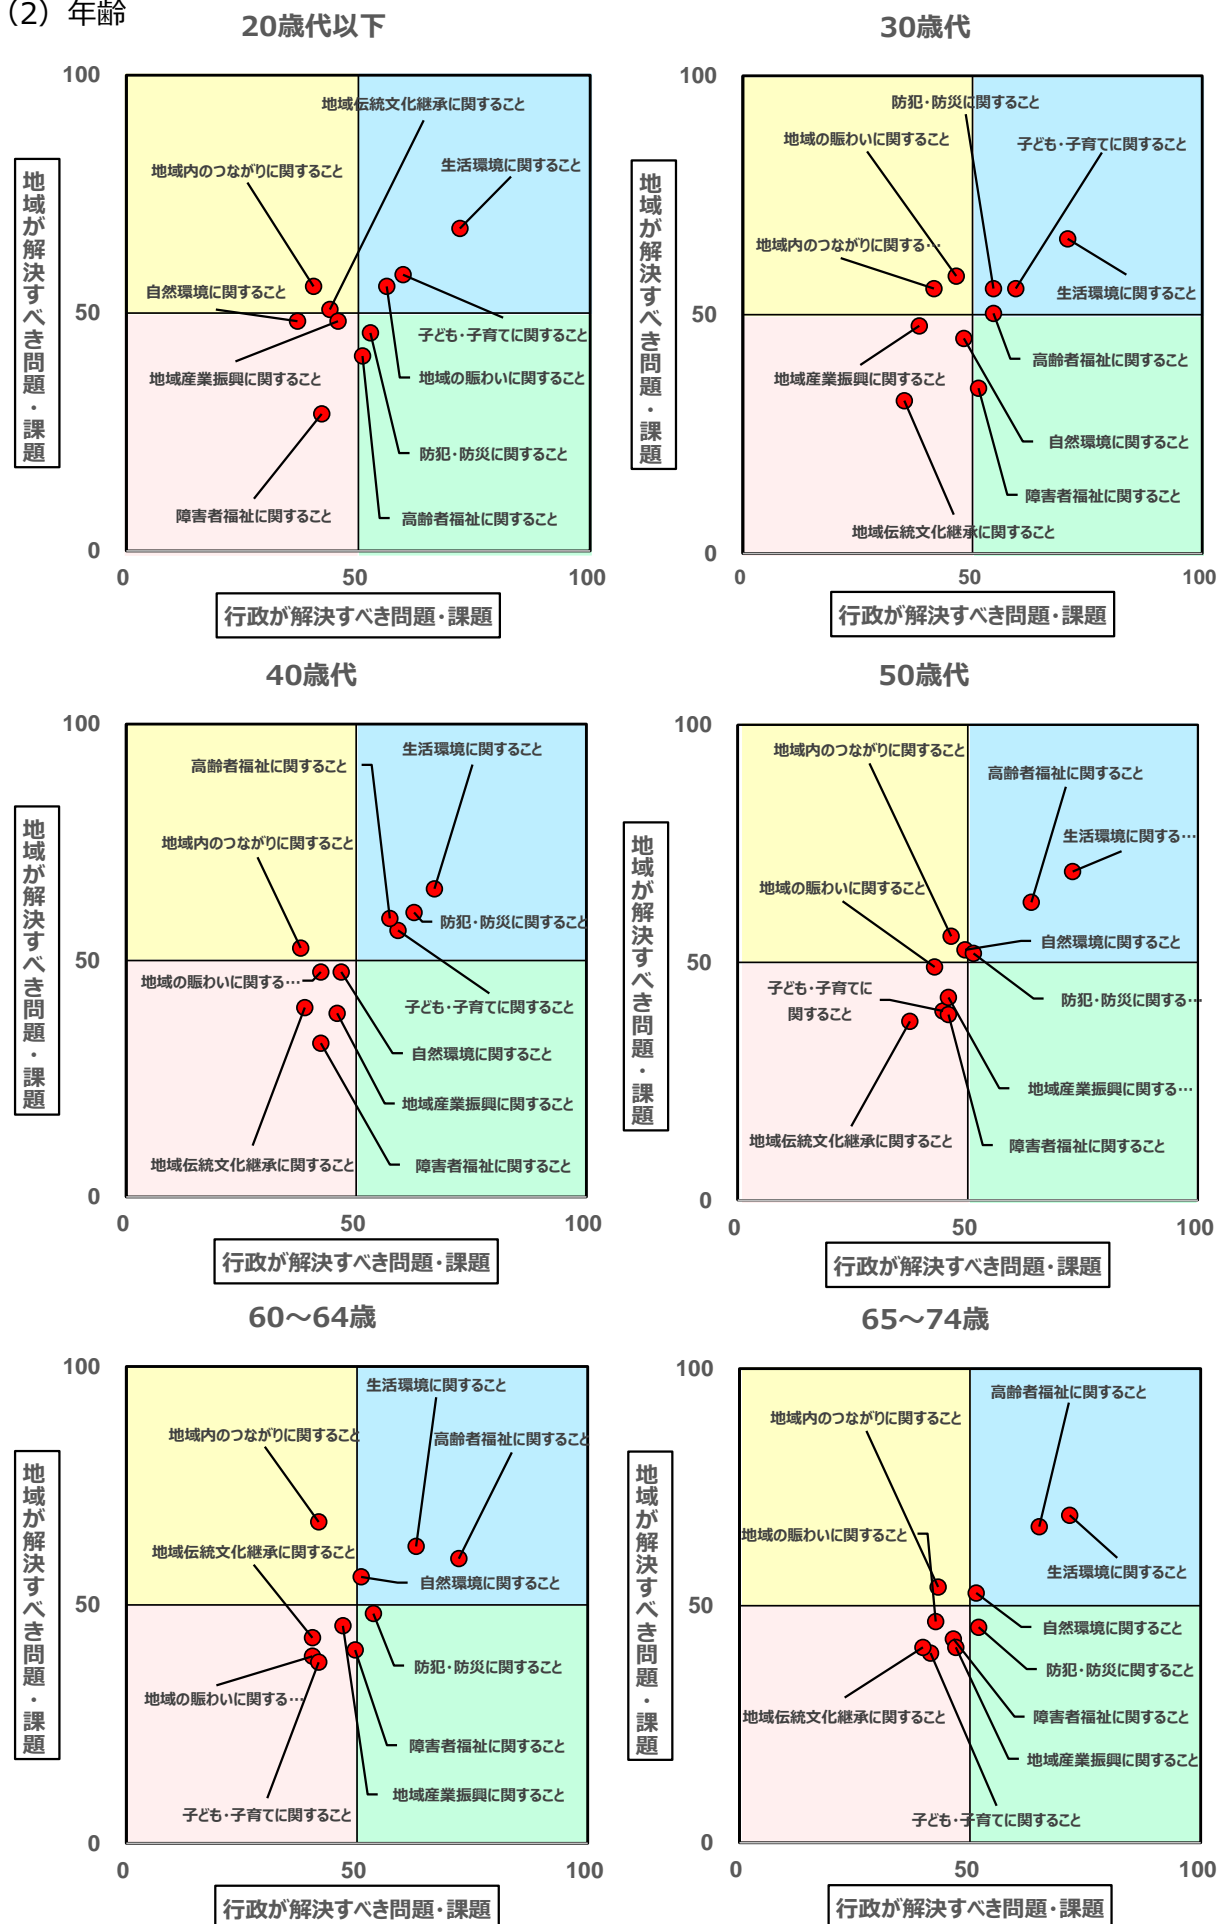 （2）年齢
20歳代以下
100
50
0
0
50
100
地域が解決すべき問題・課題
行政が解決すべき問題・課題
地域伝統文化継承に関すること
生活環境に関すること
地域内のつながりに関すること
自然環境に関すること
子ども・子育てに関すること
地域産業振興に関すること
地域の賑わいに関すること
防犯・防災に関すること
障害者福祉に関すること
高齢者福祉に関すること
30歳代
100
50
0
0
50
100
地域が解決すべき問題・課題
行政が解決すべき問題・課題
防犯・防災に関すること
地域の賑わいに関すること
子ども・子育てに関すること
地域内のつながりに関する…
生活環境に関すること
高齢者福祉に関すること
地域産業振興に関すること
自然環境に関すること
障害者福祉に関すること
地域伝統文化継承に関すること
40歳代
100
50
0
0
50
100
地域が解決すべき問題・課題
行政が解決すべき問題・課題
生活環境に関すること
高齢者福祉に関すること
地域内のつながりに関すること
防犯・防災に関すること
地域の賑わいに関する…
子ども・子育てに関すること
自然環境に関すること
地域産業振興に関すること
地域伝統文化継承に関すること
障害者福祉に関すること
50歳代
100
50
0
0
50
100
地域が解決すべき問題・課題
行政が解決すべき問題・課題
地域内のつながりに関すること
高齢者福祉に関すること
生活環境に関する…
地域の賑わいに関すること
自然環境に関すること
子ども・子育てに
関すること
防犯・防災に関する…
地域産業振興に関する…
地域伝統文化継承に関すること
障害者福祉に関すること
60～64歳
100
50
0
0
50
100
地域が解決すべき問題・課題
行政が解決すべき問題・課題
生活環境に関すること
地域内のつながりに関すること
高齢者福祉に関すること
地域伝統文化継承に関すること
自然環境に関すること
防犯・防災に関すること
地域の賑わいに関する…
障害者福祉に関すること
地域産業振興に関すること
子ども・子育てに関すること
65～74歳
100
50
0
0
50
100
地域が解決すべき問題・課題
行政が解決すべき問題・課題
高齢者福祉に関すること
地域内のつながりに関すること
地域の賑わいに関すること
生活環境に関すること
自然環境に関すること
防犯・防災に関すること
地域伝統文化継承に関すること
障害者福祉に関すること
地域産業振興に関すること
子ども・子育てに関すること